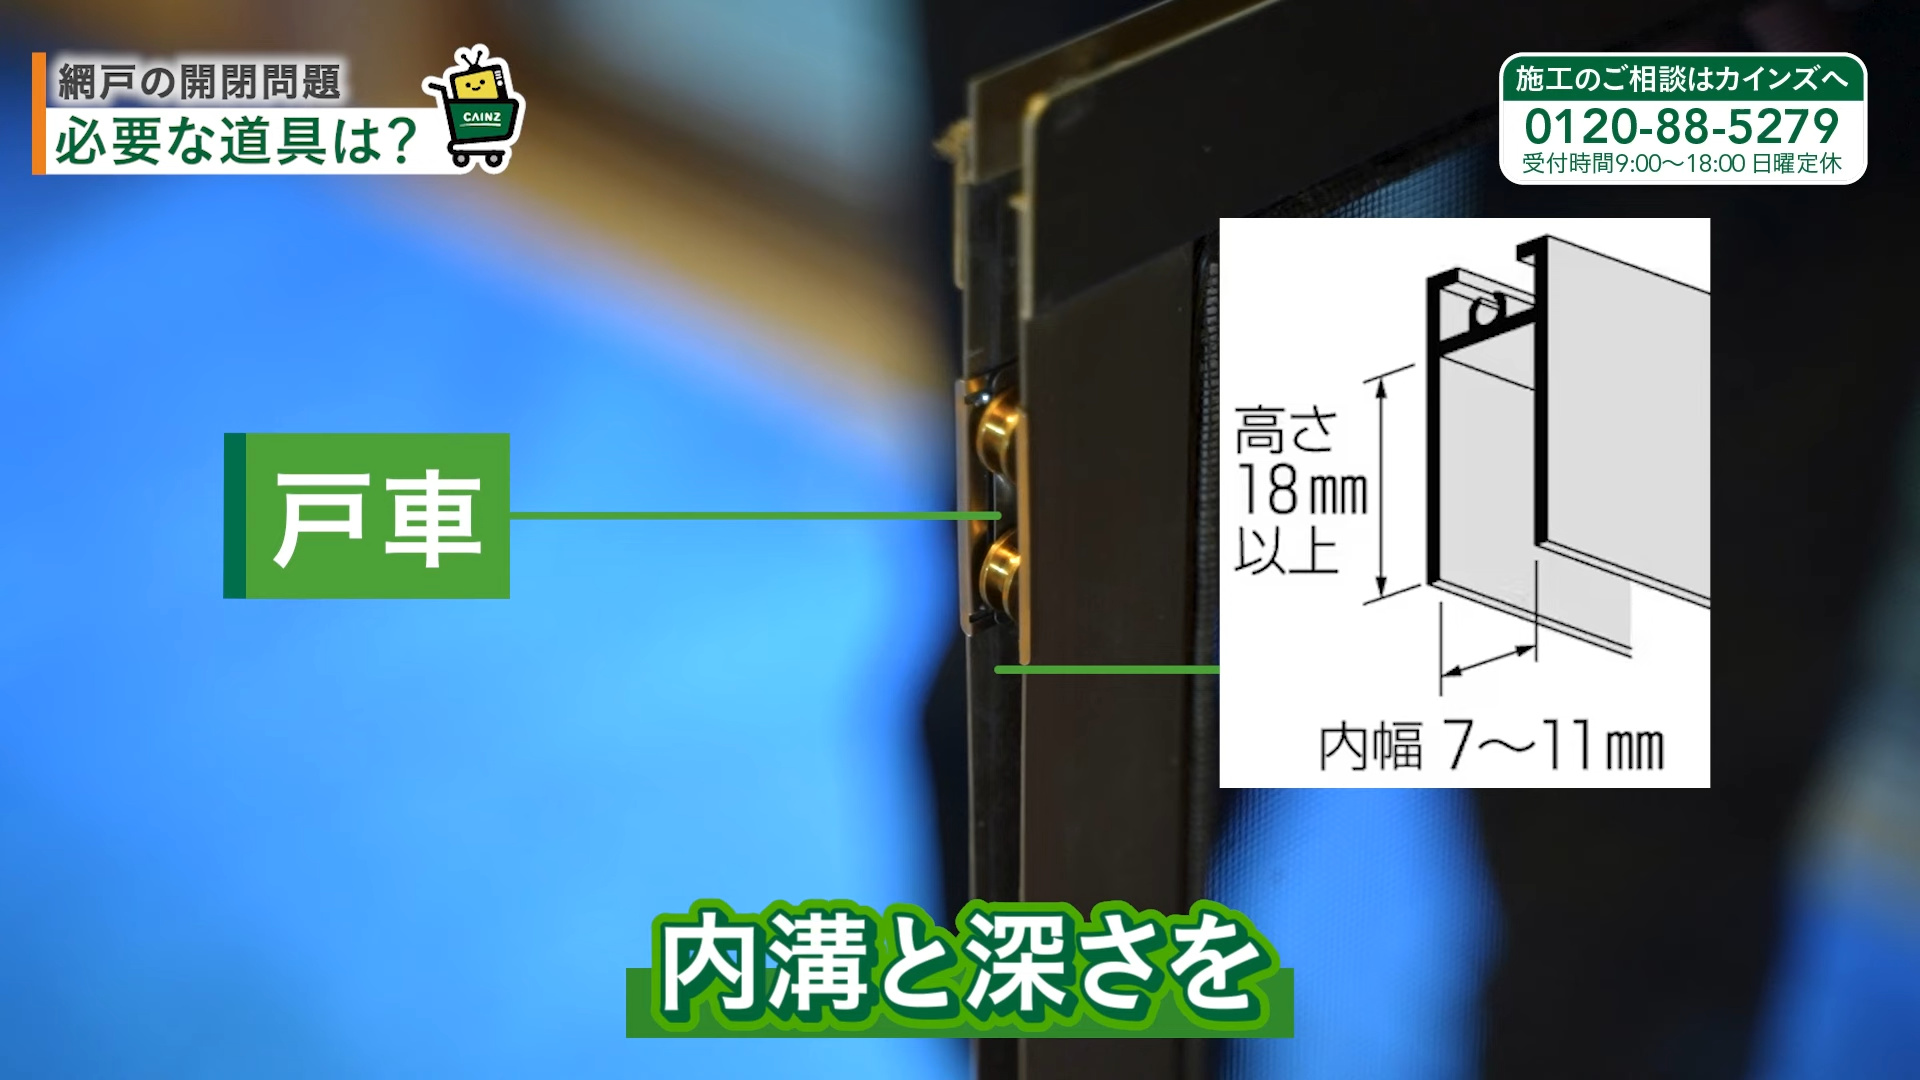 網戸の開閉問題
必要な道具は?
CAINZ
施工のご相談はカインズへ
0120-88-5279
受付時間9:00〜18:00 日曜定休
戸車
高さ
18mm
以上
内幅 7〜11mm
内溝と深さを